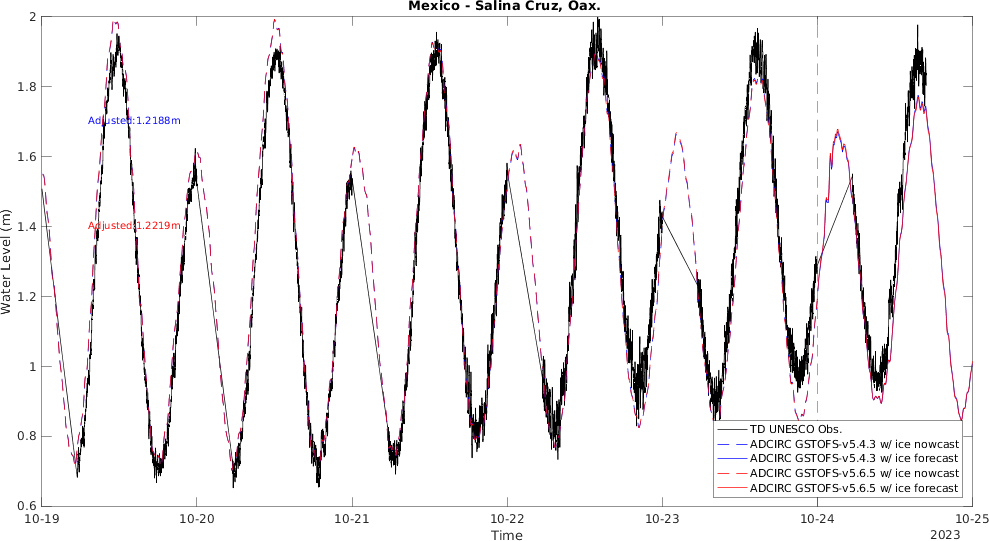 Mexico - Salina Cruz, Oax.
2
1.8
1.6
1.4
1.2
1
0.8
0.6
Water Level (m)
Adjusted:1.2188m
Adjusted:1.2219m
TD UNESCO Obs.
ADCIRC GSTOFS-v5.4.3 w/ ice nowcast
ADCIRC GSTOFS-v5.4.3 w/ ice forecast
ADCIRC GSTOFS-v5.6.5 w/ ice nowcast
ADCIRC GSTOFS-v5.6.5 w/ ice forecast
10-19 10-20 10-21 10-22 10-23 10-24 10-25
Time
2023